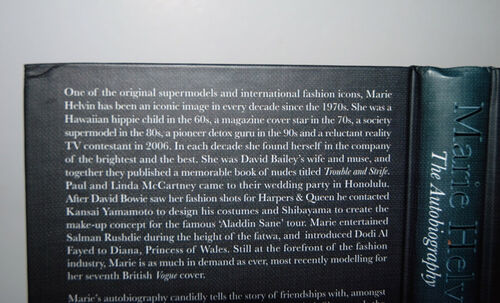 One of the original supermodels and international fashion icons, Marie
Helvin has been an iconic image in every decade since the 1970s. She was a
Hawaiian hippie child in the 60s, a magazine cover star in the 70s, a society
supermodel in the 80s, a pioneer detox guru in the 90s and a reluctant reality
TV contestant in 2006. In each decade she found herself in the company
of the brightest and the best. She was David Bailey's wife and muse, and
together they published a memorable book of nudes titled Trouble and Strife.
Paul and Linda McCartney came to their wedding party in Honolulu.
After David Bowie saw her fashion shots for Harpers & Queen he contacted
Kansai Yamamoto to design his costumes and Shibayama to create the
make-up concept for the famous 'Aladdin Sane' tour. Marie entertained
Salman Rushdie during the height of the fatwa, and introduced Dodi Al
Fayed to Diana, Princess of Wales. Still at the forefront of the fashion
industry, Marie is as much in demand as ever, most recently modelling for
her seventh British Vogue cover.
Marie's autobiography candidly tells the story of friendships with, amongst
Marie Helv
The Autobiography